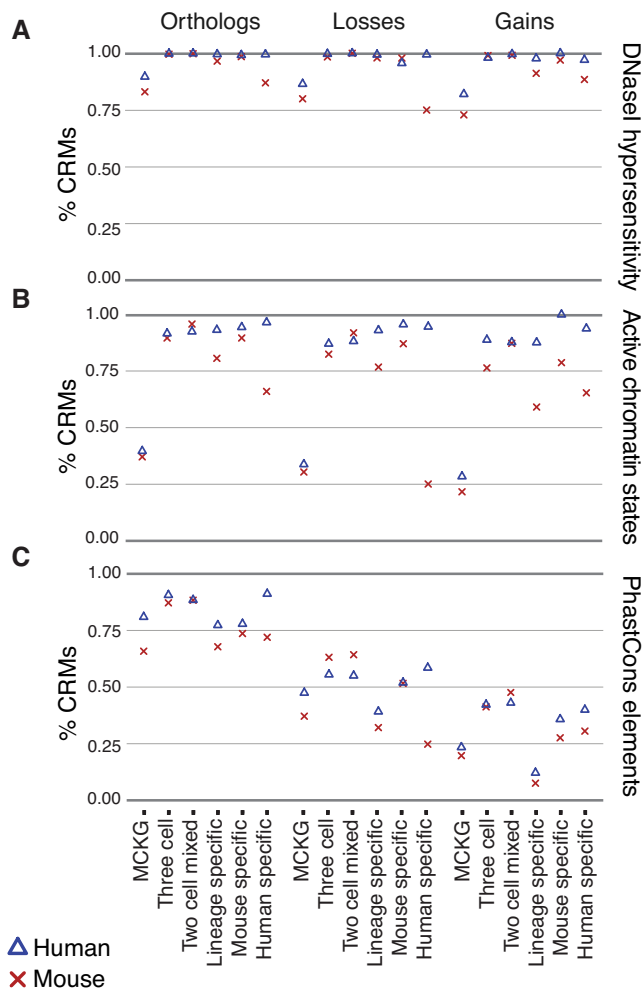 A
Orthologs
Losses
Gains
1.00
0.75
0.50
0.25
0.00
% CRMs
DNaseI hypersensitivity
B
1.00
0.75
0.50
0.25
0.00
% CRMs
Active chromatin states
C
1.00
0.75
0.50
0.25
0.00
% CRMs
PhastCons elements
MCKG
Three cell
Two cell mixed
Lineage specific
Mouse specific
Human specific
MCKG
Three cell
Two cell mixed
Lineage specific
Mouse specific
Human specific
MCKG
Three cell
Two cell mixed
Lineage specific
Mouse specific
Human specific
Human
Mouse